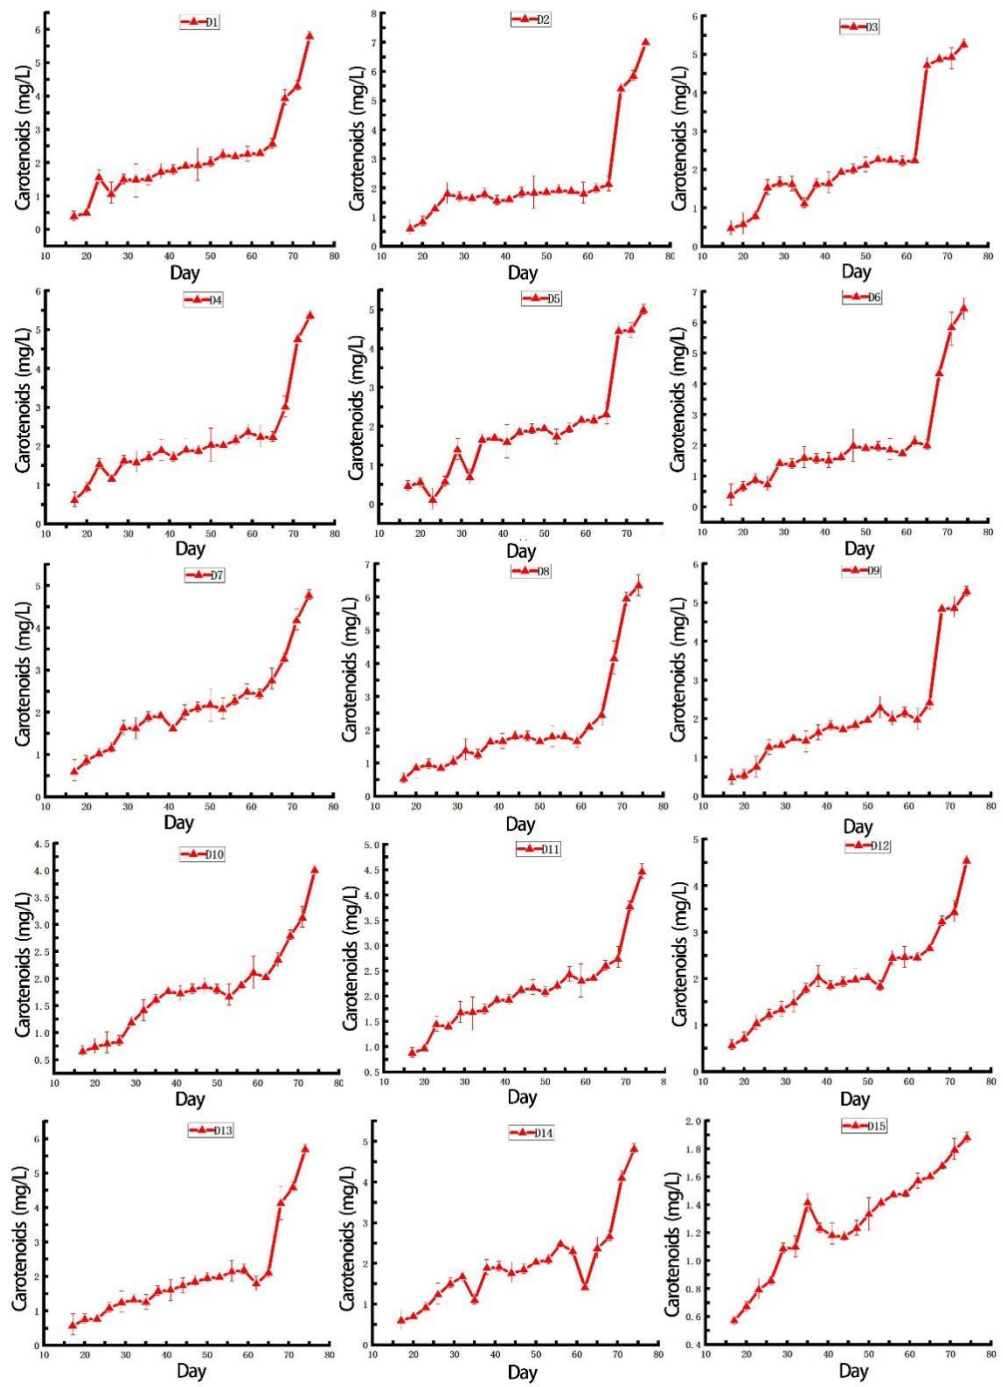 D1
Carotenoids (mg/L)
6
5
4
3
2
1
0
10 20 30 40 50 60 70 80
Day
D2
Carotenoids (mg/L)
8
7
6
5
4
3
2
1
0
10 20 30 40 50 60 70 80
Day
D3
Carotenoids (mg/L)
6
5
4
3
2
1
0
10 20 30 40 50 60 70 80
Day
D4
Carotenoids (mg/L)
6
5
4
3
2
1
0
10 20 30 40 50 60 70 80
Day
D5
Carotenoids (mg/L)
5
4
3
2
1
0
10 20 30 40 50 60 70
Day
D6
Carotenoids (mg/L)
7
6
5
4
3
2
1
0
10 20 30 40 50 60 70 80
Day
D7
Carotenoids (mg/L)
5
4
3
2
1
0
10 20 30 40 50 60 70 80
Day
D8
Carotenoids (mg/L)
7
6
5
4
3
2
1
0
10 20 30 40 50 60 70 80
Day
D9
Carotenoids (mg/L)
6
5
4
3
2
1
0
10 20 30 40 50 60 70 80
Day
D10
Carotenoids (mg/L)
4.5
4.0
3.5
3.0
2.5
2.0
1.5
1.0
0.5
10 20 30 40 50 60 70 80
Day
D11
Carotenoids (mg/L)
5.0
4.5
4.0
3.5
3.0
2.5
2.0
1.5
1.0
0.5
10 20 30 40 50 60 70 8
Day
D12
Carotenoids (mg/L)
5
4
3
2
1
0
10 20 30 40 50 60 70 80
Day
D13
Carotenoids (mg/L)
6
5
4
3
2
1
0
10 20 30 40 50 60 70 80
Day
D14
Carotenoids (mg/L)
5
4
3
2
1
0
10 20 30 40 50 60 70 80
Day
D15
Carotenoids (mg/L)
2.0
1.8
1.6
1.4
1.2
1.0
0.8
0.6
0.4
10 20 30 40 50 60 70 80
Day